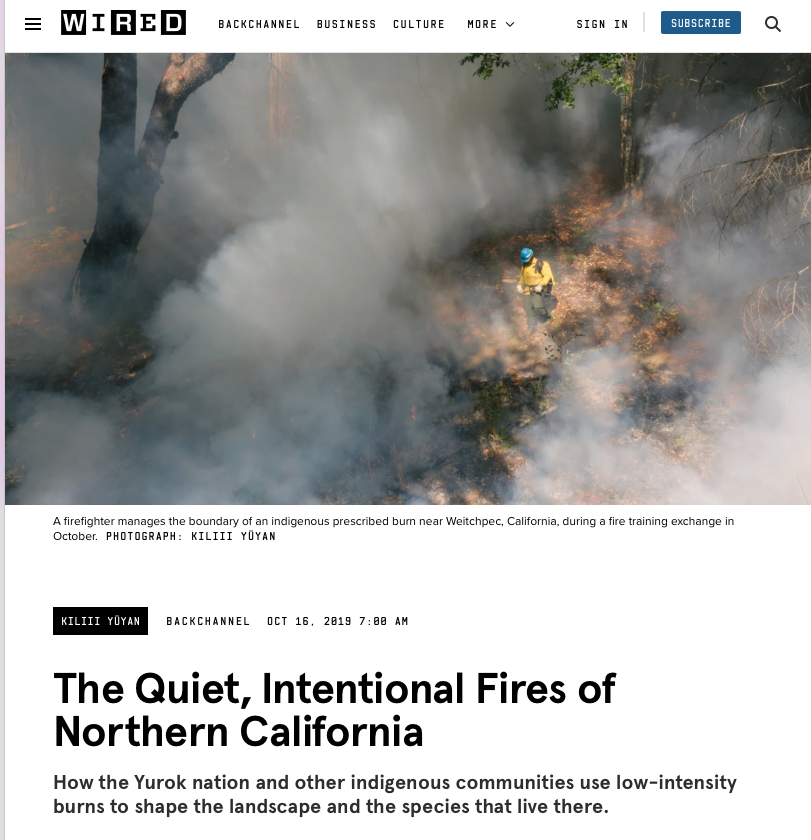 WIRED BACKCHANNEL BUSINESS CULTURE MORE SIGN IN SUBSCRIBE
A firefighter manages the boundary of an indigenous prescribed burn near Weitchpec, California, during a fire training exchange in
October. PHOTOGRAPH: KILIII YÜYAN
KILIII YÜYAN BACKCHANNEL OCT 16, 2019 7:00 AM
The Quiet, Intentional Fires of
Northern California
How the Yurok nation and other indigenous communities use low-intensity
burns to shape the landscape and the species that live there.